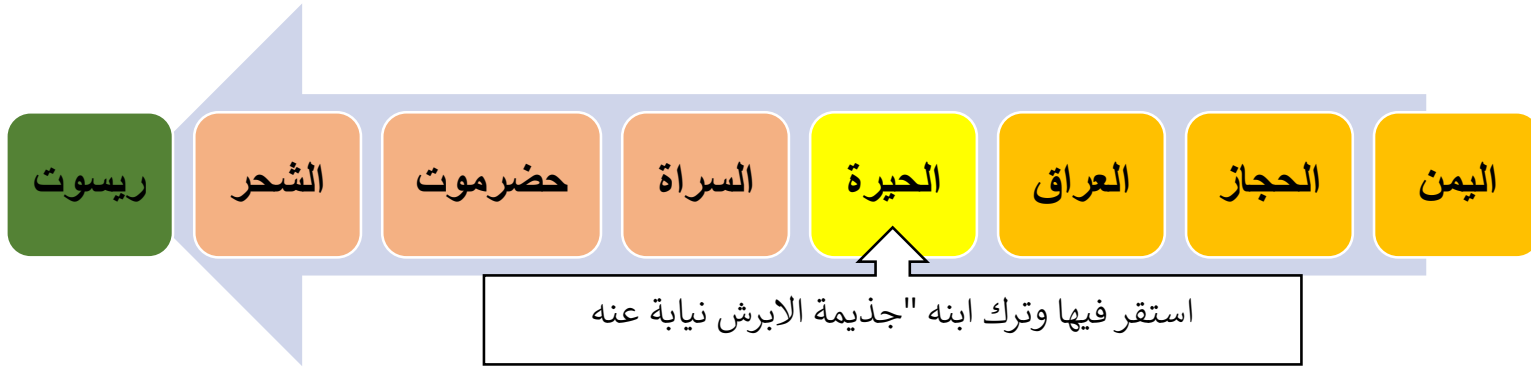 اليمن
الحجاز
العراق
الحيرة
السراة
حضرموت
الشحر
ريسوت
استقر فيها وترك ابنه "جذيمة الابرش نيابة عنه